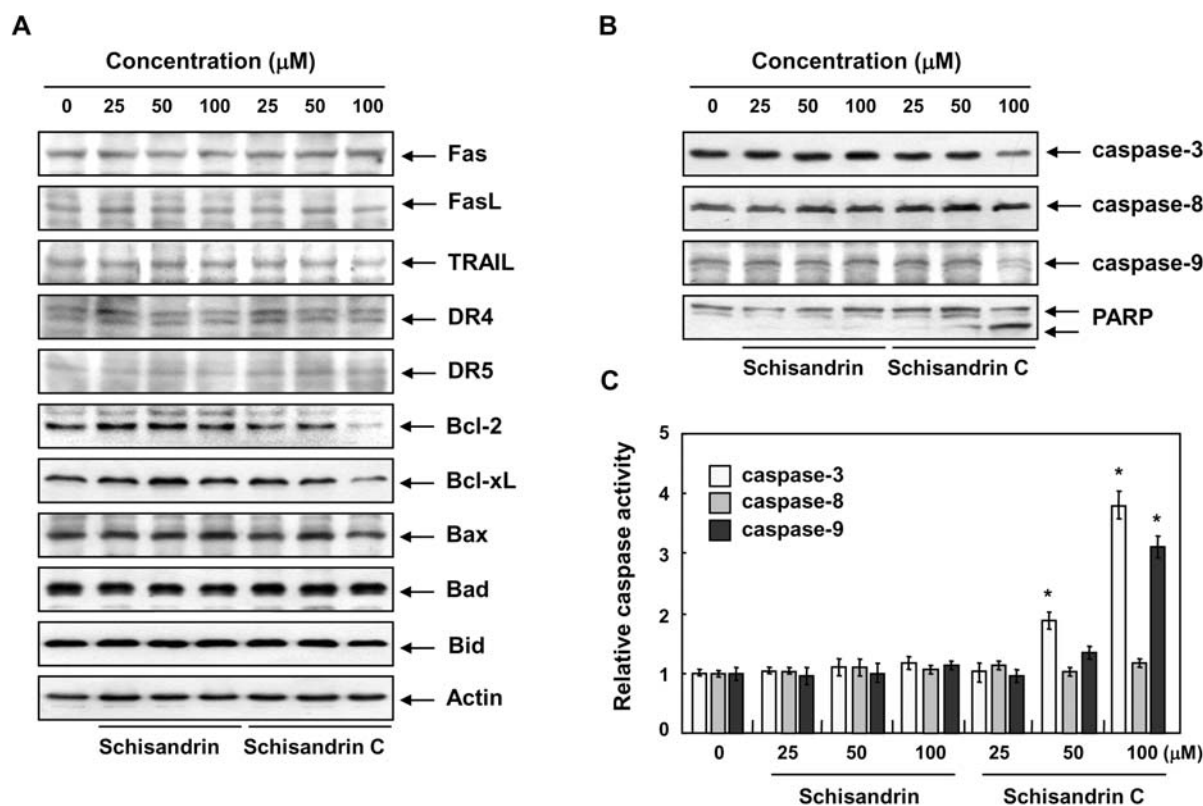 A
Concentration (μM)
0 25 50 100 25 50 100
Fas
FasL
TRAIL
DR4
DR5
Bcl-2
Bcl-xL
Bax
Bad
Bid
Actin
Schisandrin Schisandrin C
B
Concentration (μM)
0 25 50 100 25 50 100
caspase-3
caspase-8
caspase-9
PARP
Schisandrin Schisandrin C
C
5
4
3
2
1
0
Relative caspase activity
caspase-3
caspase-8
caspase-9
*
*
*
0 25 50 100 25 50 100 (μM)
Schisandrin Schisandrin C